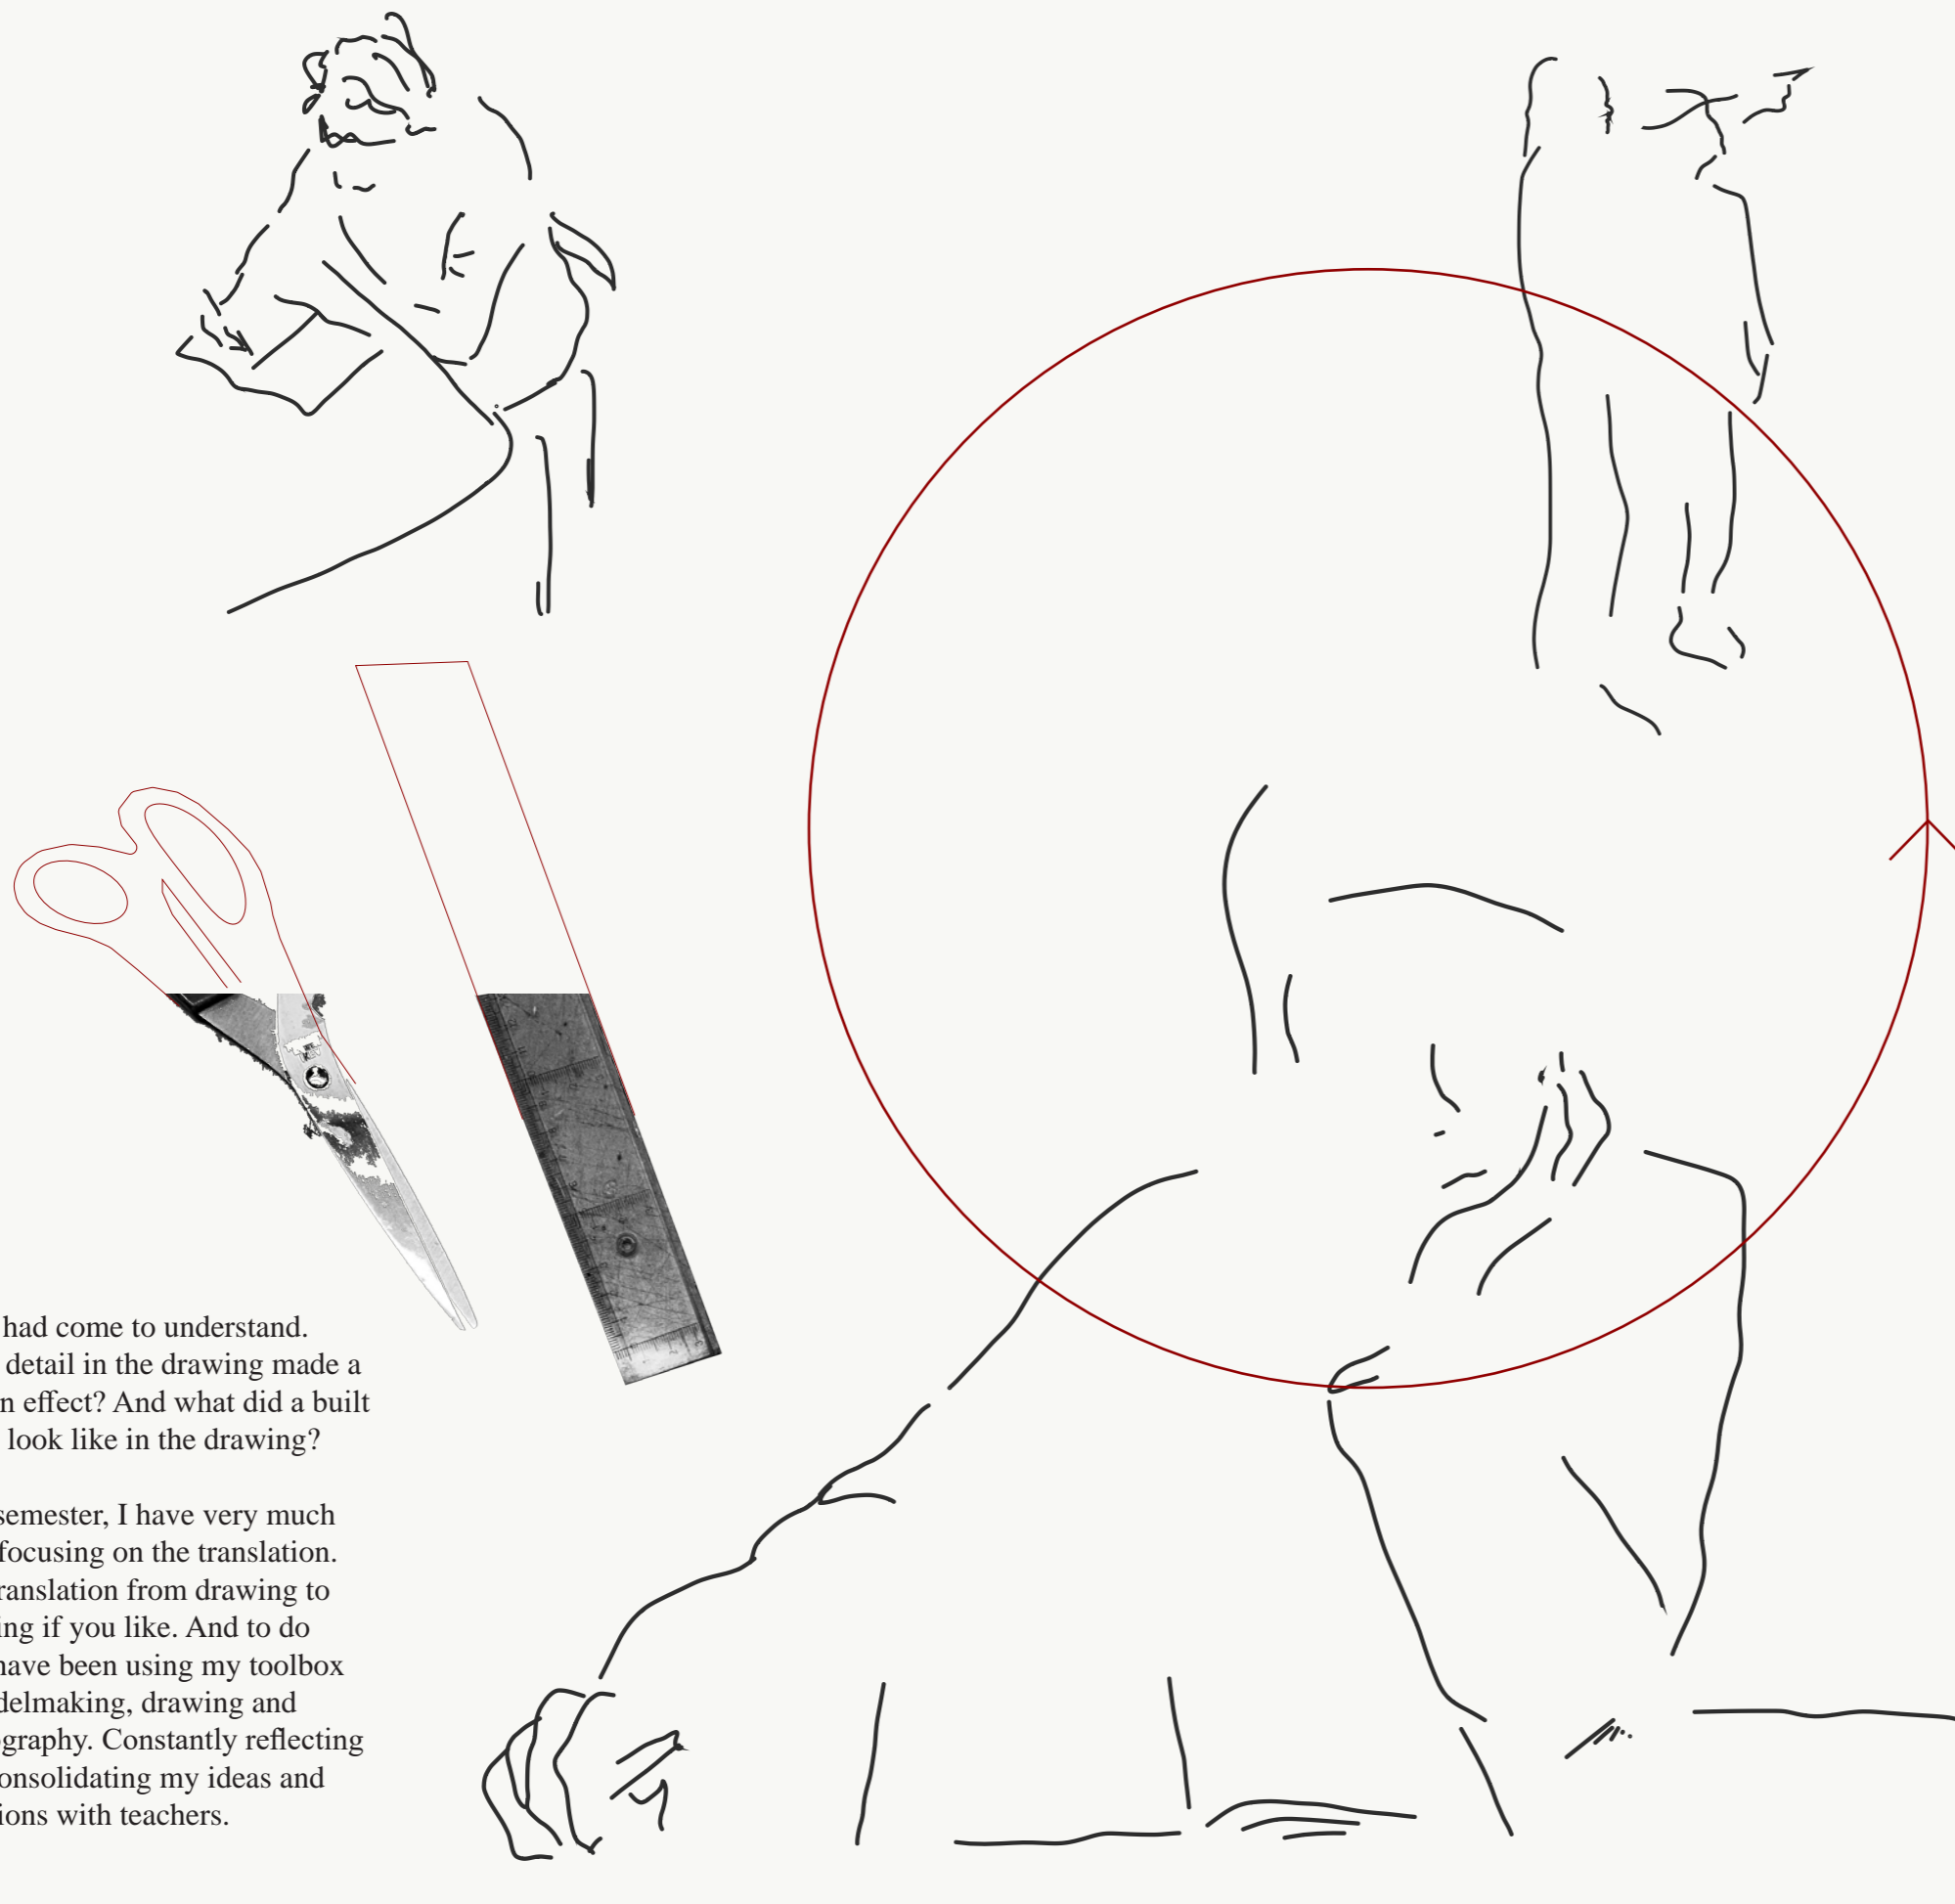 had come to understand.
detail in the drawing made a
n effect? And what did a built
look like in the drawing?
semester, I have very much
focusing on the translation.
ranslation from drawing to
ing if you like. And to do
have been using my toolbox
delmaking, drawing and
ography. Constantly reflecting
onsolidating my ideas and
ions with teachers.